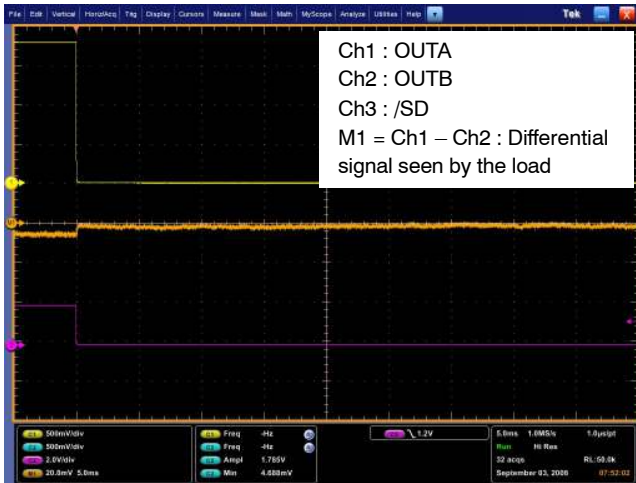 File Edit Vertical Horiz/Acq Trig Display Cursors Measure Mask Math MyScope Analyze Utilities Help Tek
Ch1 : OUTA
Ch2 : OUTB
Ch3 : /SD
M1 = Ch1 – Ch2 : Differential
signal seen by the load
500mV/div
500mV/div
2.0V/div
20.0mV 5.0ms
Freq -Hz
Freq -Hz
Ampl 1.765V
Min 4.688mV
1.2V
5.0ms 1.0MS/s 1.0µs/pt
Run Hi Res
32 acqs RL:50.0k
September 03, 2006 07:52:02